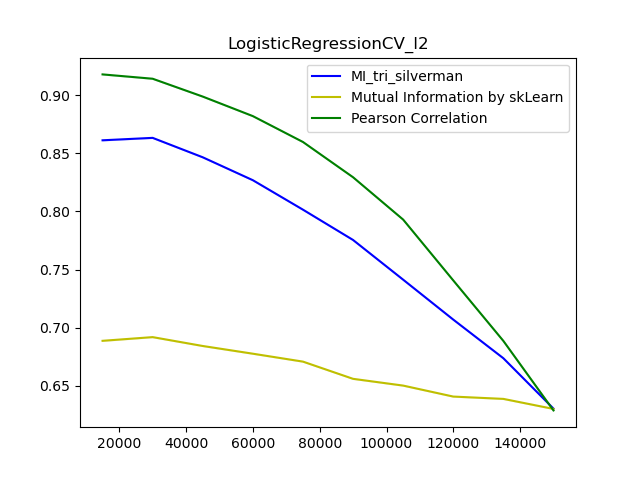 LogisticRegressionCV_l2
MI_tri_silverman
Mutual Information by skLearn
Pearson Correlation
0.90
0.85
0.80
0.75
0.70
0.65
20000 40000 60000 80000 100000 120000 140000